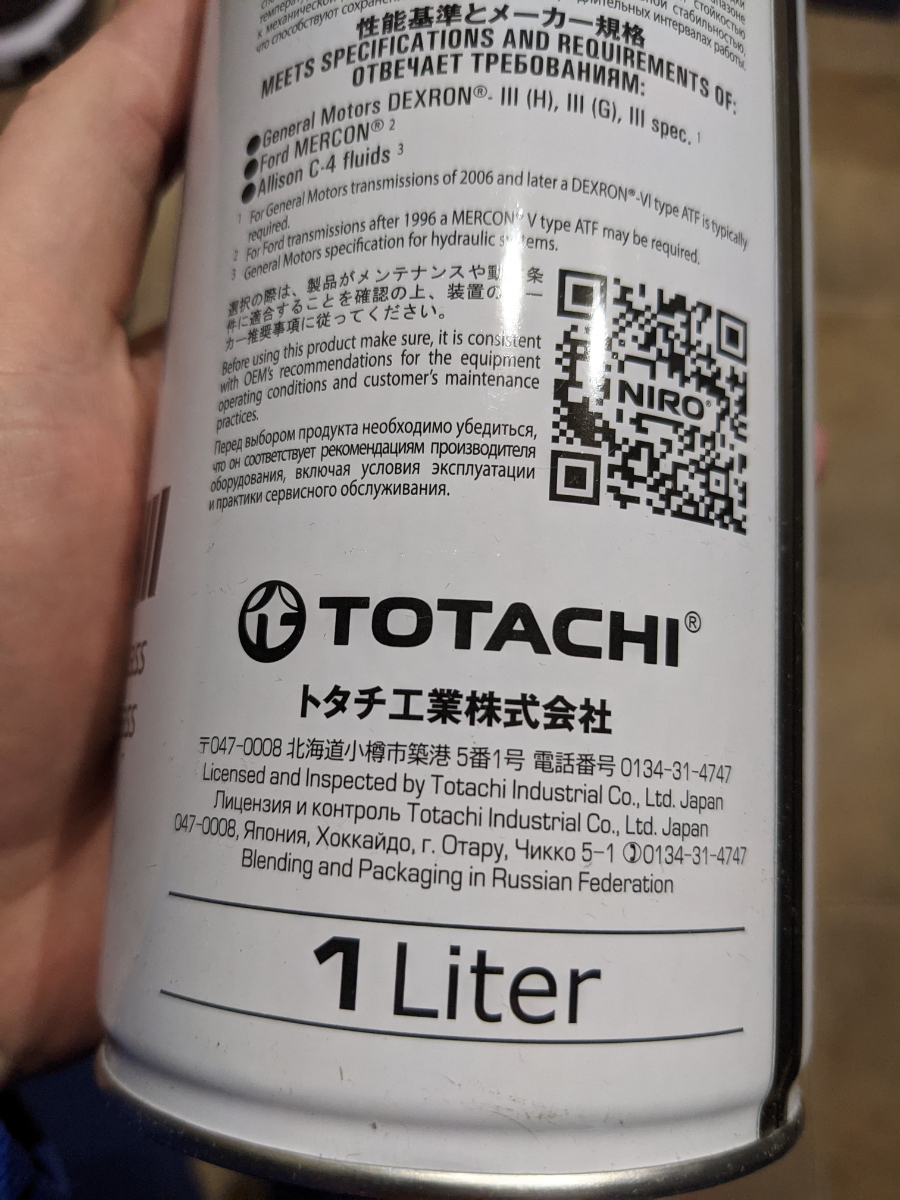 к механической
стабильностью,
что способствуют сохран
длительных интервалах работы.
性能基準とメーカー規格
MEETS SPECIFICATIONS AND REQUIREMENTS OF:
ОТВЕЧАЕТ ТРЕБОВАНИЯМ:
●General Motors DEXRON®- III (H), III (G), III spec. 1
●Ford MERCON® 2
●Allison C-4 fluids 3
1 For General Motors transmissions of 2006 and later a DEXRON®-VI type ATF is typically
required.
2 For Ford transmissions after 1996 a MERCON® V type ATF may be required.
3 General Motors specification for hydraulic systems.
選択の際は、製品がメンテナンスや動 条
件に適合することを確認の上、装置の ー
カー推奨事項に従ってください。
Before using this product make sure, it is consistent
with OEM's recommendations for the equipment
operating conditions and customer's maintenance
practices.
Перед выбором продукта необходимо убедиться,
что он соответствует рекомендациям производителя
оборудования, включая условия эксплуатации
и практики сервисного обслуживания.
NIRO®
TOTACHI®
トタチ工業株式会社
〒047-0008 北海道小樽市築港 5番1号 電話番号 0134-31-4747
Licensed and Inspected by Totachi Industrial Co., Ltd. Japan
Лицензия и контроль Totachi Industrial Co., Ltd. Japan
047-0008, Япония, Хоккайдо, г. Отару, Чикко 5-1 ✆0134-31-4747
Blending and Packaging in Russian Federation
1 Liter